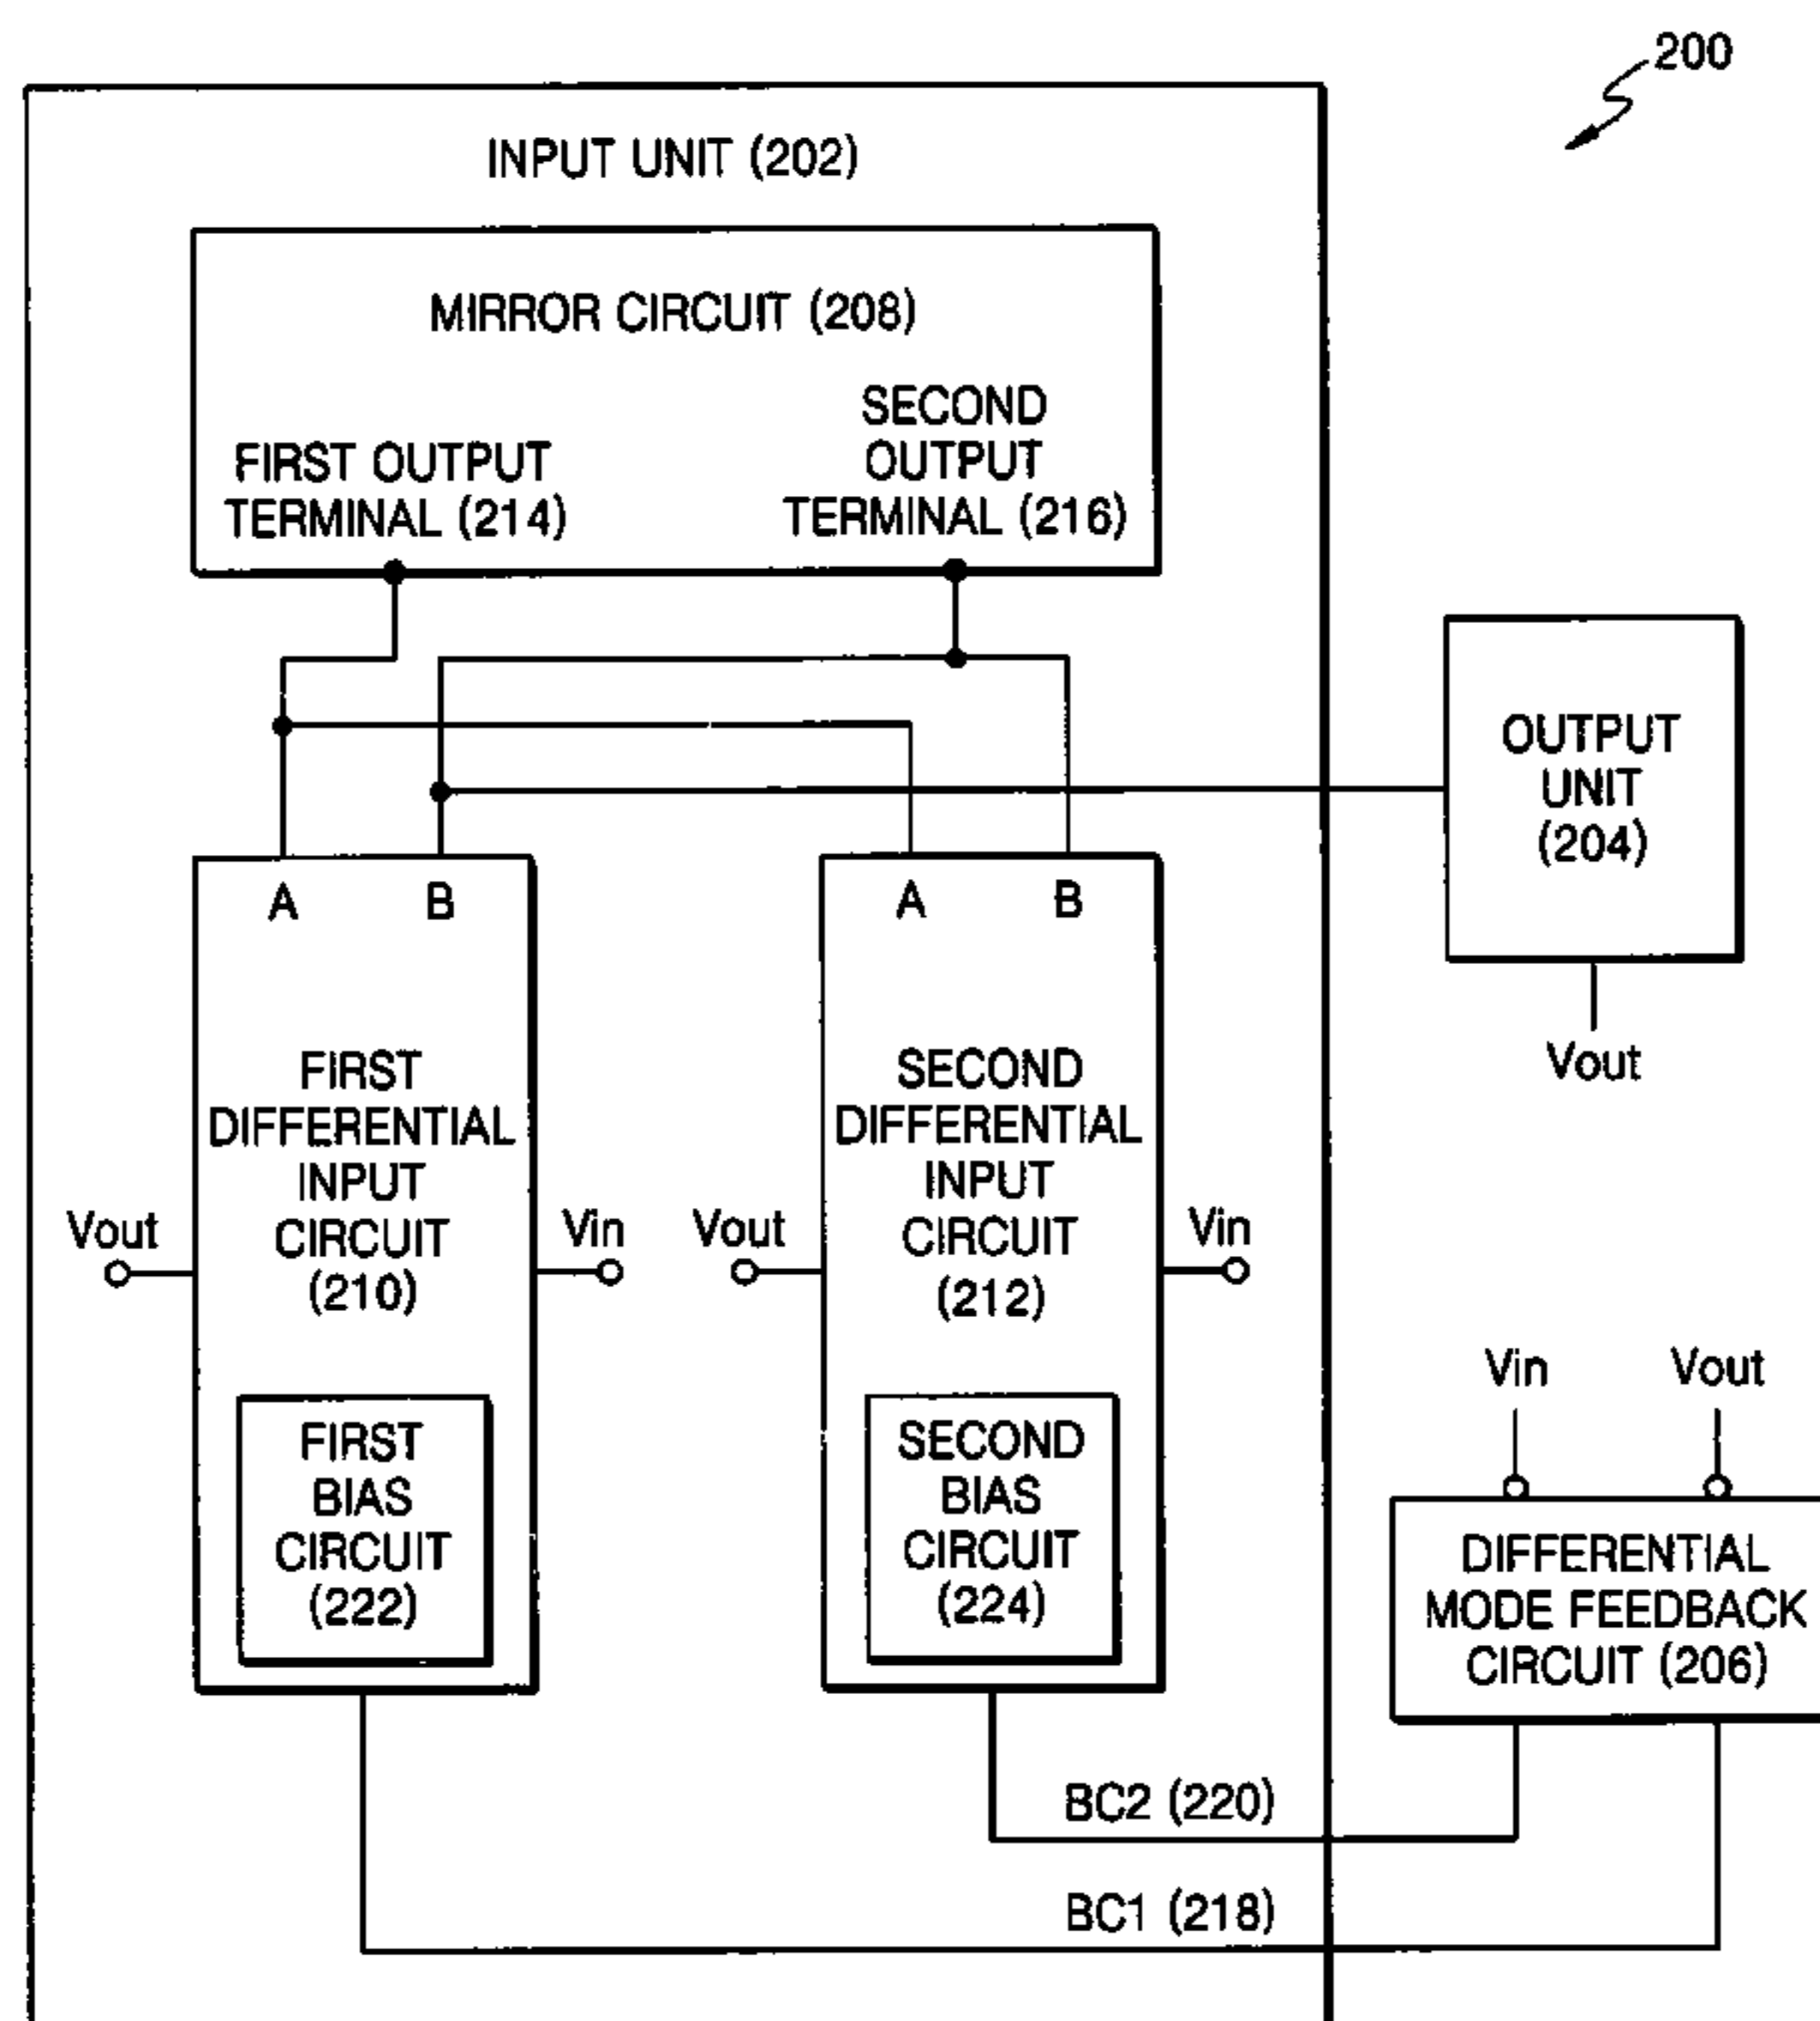 200
INPUT UNIT (202)
MIRROR CIRCUIT (208)
FIRST OUTPUT
TERMINAL (214)
SECOND
OUTPUT
TERMINAL (216)
OUTPUT
UNIT
(204)
Vout
A
B
A
B
FIRST
DIFFERENTIAL
INPUT
CIRCUIT
(210)
Vout
Vin
SECOND
DIFFERENTIAL
INPUT
CIRCUIT
(212)
Vout
Vin
FIRST
BIAS
CIRCUIT
(222)
SECOND
BIAS
CIRCUIT
(224)
Vin
Vout
DIFFERENTIAL
MODE FEEDBACK
CIRCUIT (206)
BC2 (220)
BC1 (218)